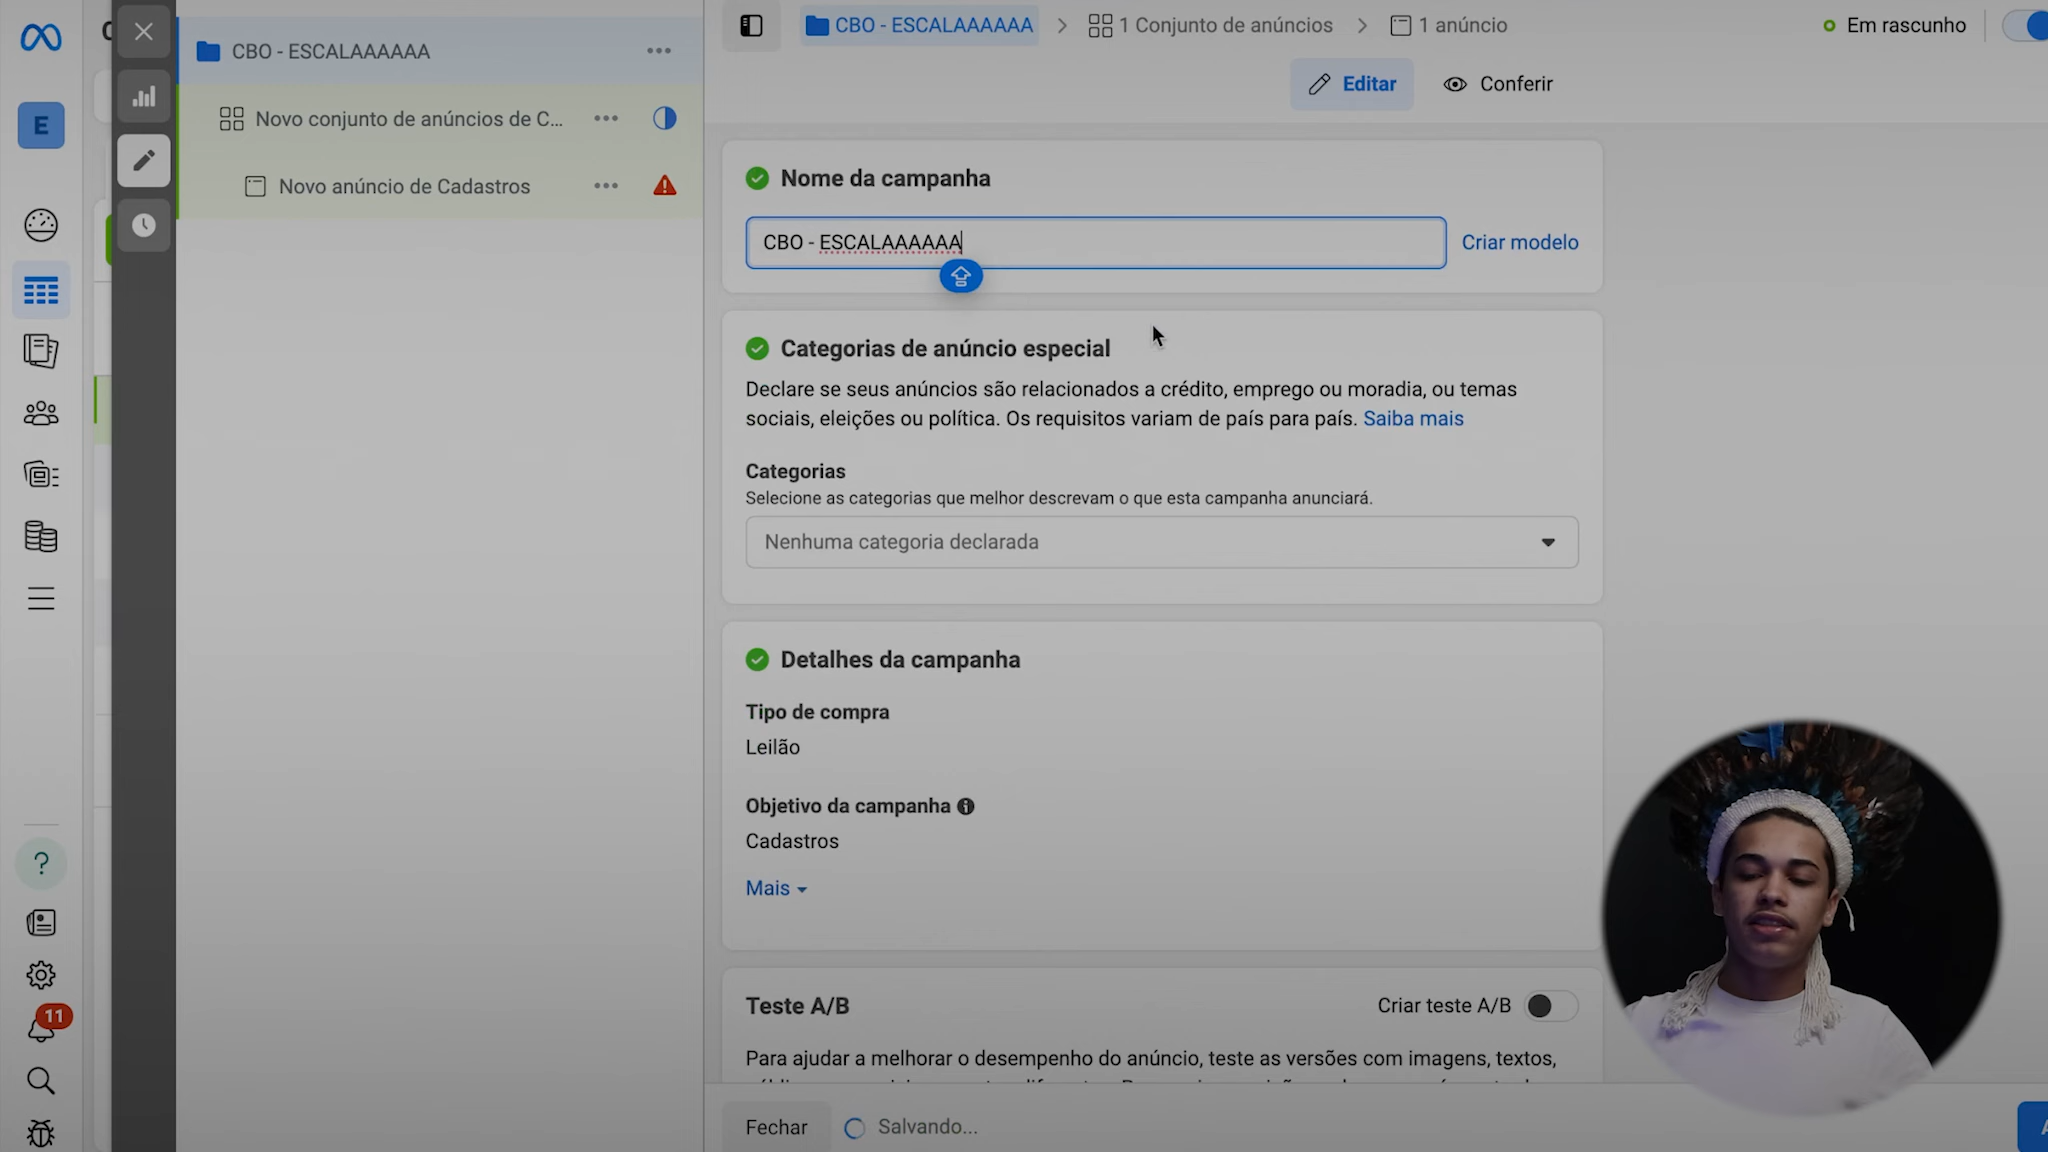 E
11
CBO - ESCALAAAAAA
Novo conjunto de anúncios de C...
Novo anúncio de Cadastros
CBO - ESCALAAAAAA
1 Conjunto de anúncios
1 anúncio
Em rascunho
Editar
Conferir
Nome da campanha
CBO - ESCALAAAAAA
Criar modelo
Categorias de anúncio especial
Declare se seus anúncios são relacionados a crédito, emprego ou moradia, ou temas
sociais, eleições ou política. Os requisitos variam de país para país. Saiba mais
Categorias
Selecione as categorias que melhor descrevam o que esta campanha anunciará.
Nenhuma categoria declarada
Detalhes da campanha
Tipo de compra
Leilão
Objetivo da campanha
Cadastros
Mais
Teste A/B
Criar teste A/B
Para ajudar a melhorar o desempenho do anúncio, teste as versões com imagens, textos,
Fechar
Salvando...